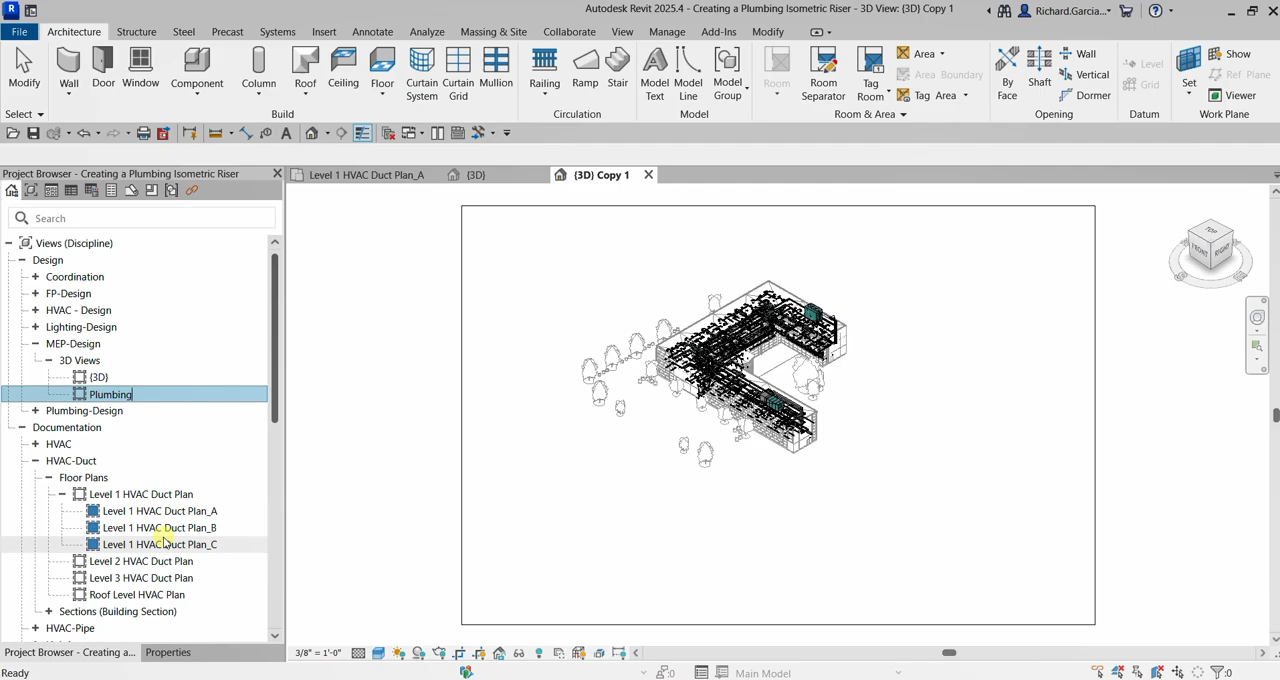 Autodesk Revit 2025.4 - Creating a Plumbing Isometric Riser - 3D View: {3D} Copy 1
Richard.Garcia...
File Architecture Structure Steel Precast Systems Insert Annotate Analyze Massing & Site Collaborate View Manage Add-Ins Modify
Modify Wall Door Window Component Column Roof Ceiling Floor Curtain System Curtain Grid Mullion Railing Ramp Stair Model Text Model Line Model Group Room Room Separator Tag Room Area Area Boundary Tag Area By Face Shaft Wall Vertical Dormer Level Grid Set Show Ref Plane Viewer
Select Build Circulation Model Room & Area Opening Datum Work Plane
Project Browser - Creating a Plumbing Isometric Riser
Level 1 HVAC Duct Plan_A {3D} {3D} Copy 1
Search
Views (Discipline)
Design
Coordination
FP-Design
HVAC - Design
Lighting-Design
MEP-Design
3D Views
{3D}
Plumbing
Plumbing-Design
Documentation
HVAC
HVAC-Duct
Floor Plans
Level 1 HVAC Duct Plan
Level 1 HVAC Duct Plan_A
Level 1 HVAC Duct Plan_B
Level 1 HVAC Duct Plan_C
Level 2 HVAC Duct Plan
Level 3 HVAC Duct Plan
Roof Level HVAC Plan
Sections (Building Section)
HVAC-Pipe
TOP
FRONT
RIGHT
Project Browser - Creating a... Properties
3/8" = 1'-0"
Ready
:0
Main Model
:0